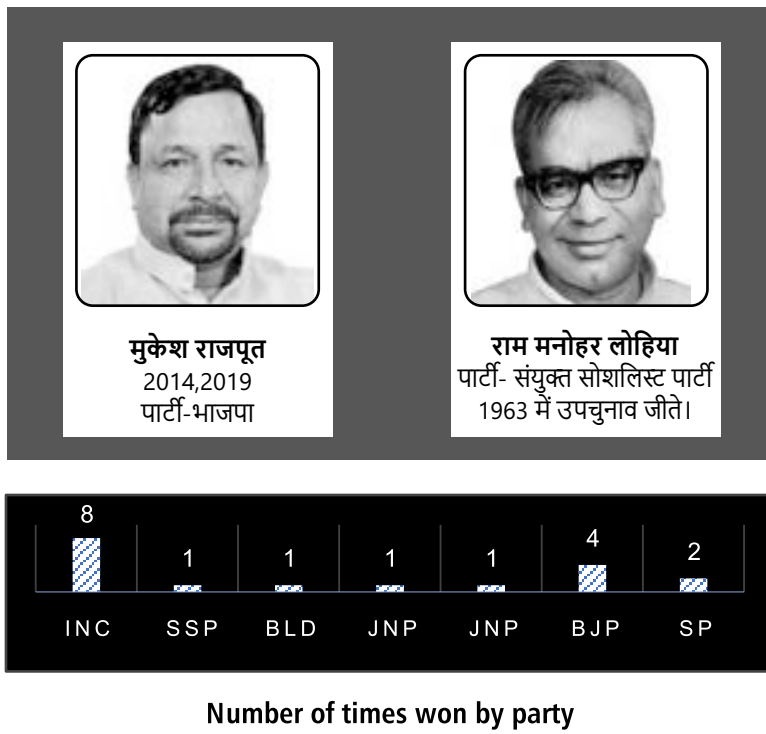 मुकेश राजपूत
2014,2019
पार्टी-भाजपा
राम मनोहर लोहिया
पार्टी- संयुक्त सोशलिस्ट पार्टी
1963 में उपचुनाव जीते।
8 1 1 1 1 4 2
INC SSP BLD JNP JNP BJP SP
Number of times won by party